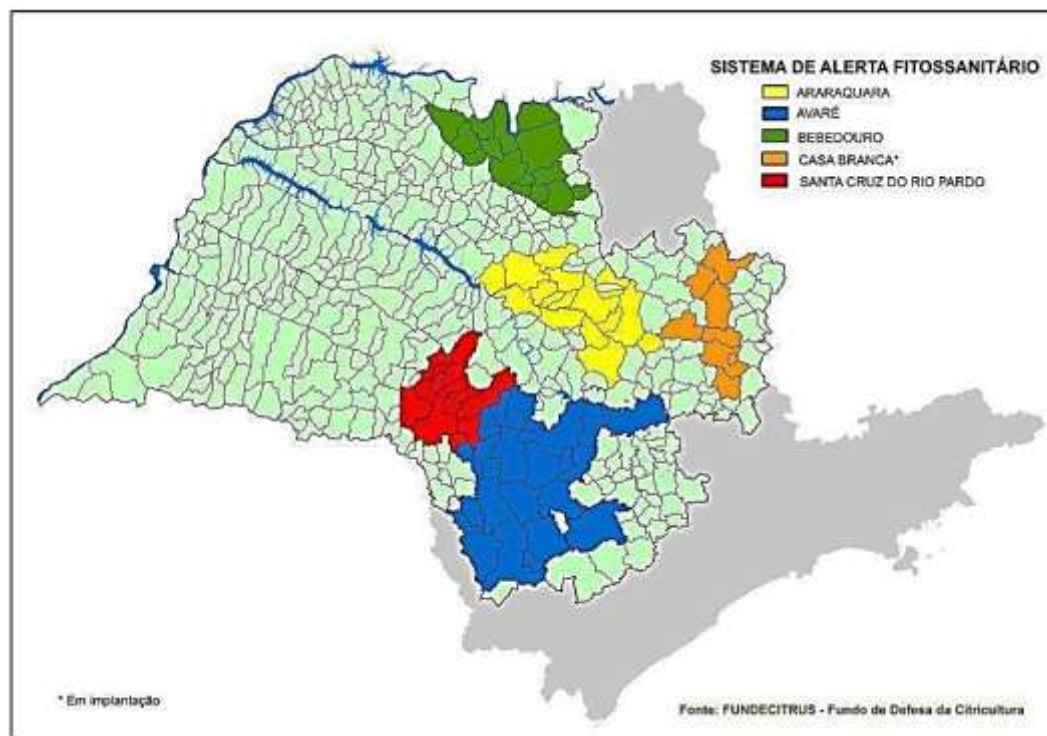 SISTEMA DE ALERTA FITOSSANITÁRIO
ARARAQUARA
AVARÉ
BEBEDOURO
CASA BRANCA*
SANTA CRUZ DO RIO PARDO
* Em implantação
Fonte: FUNDECITRUS - Fundo de Defesa da Citricultura